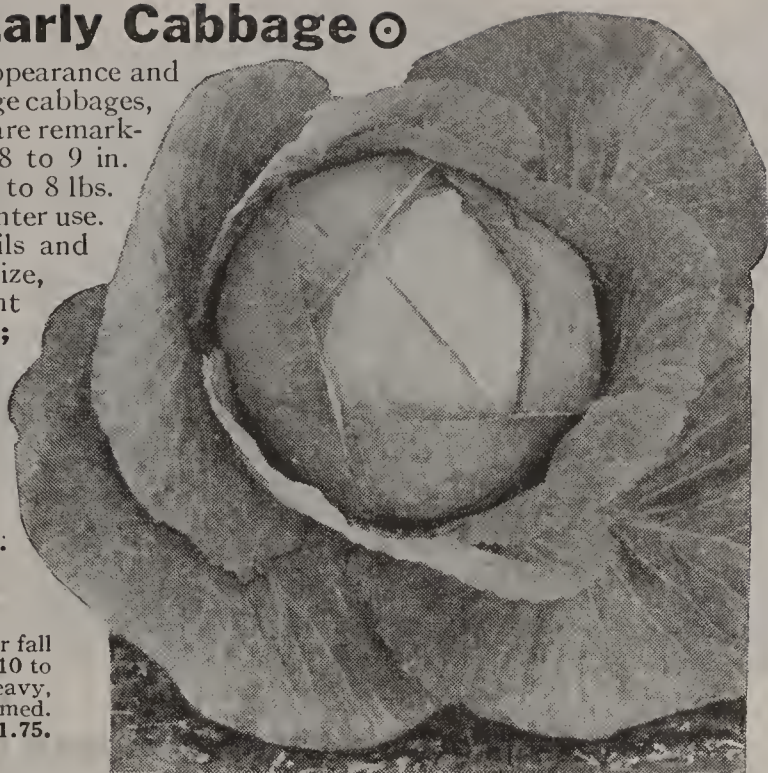 arly Cabbage
ppearance and
ge cabbages,
are remark-
8 to 9 in.
to 8 lbs.
nter use.
ils and
ize,
nt
;
:
r fall
10 to
eavy,
med.
1.75.